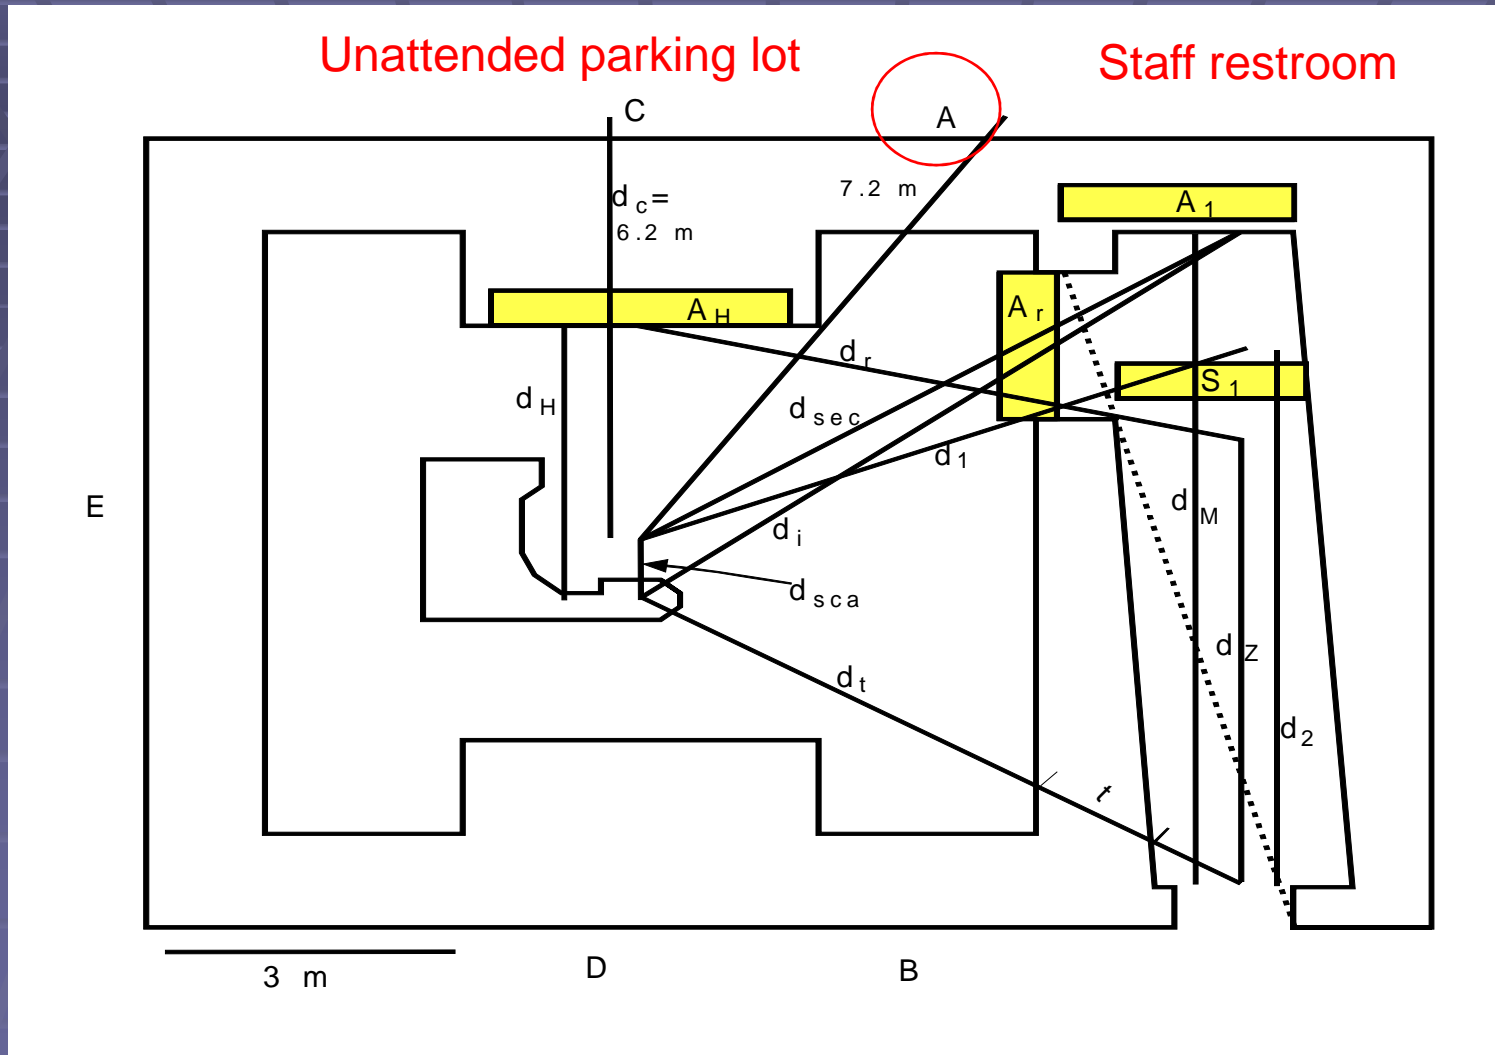 Unattended parking lot
Staff restroom
C
A
d c=
6.2 m
7.2 m
A 1
A H
A r
d r
S 1
d H
d sec
d 1
E
d M
d i
d sca
d Z
d t
d 2
t
3 m
D
B